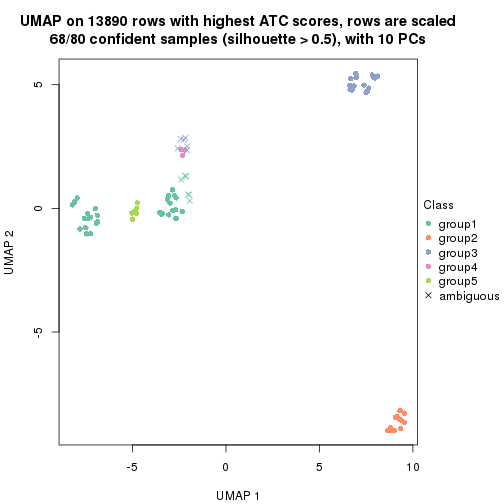 UMAP on 13890 rows with highest ATC scores, rows are scaled
68/80 confident samples (silhouette > 0.5), with 10 PCs
5
0
-5
UMAP 2
-5
0
5
10
UMAP 1
Class
group1
group2
group3
group4
group5
ambiguous